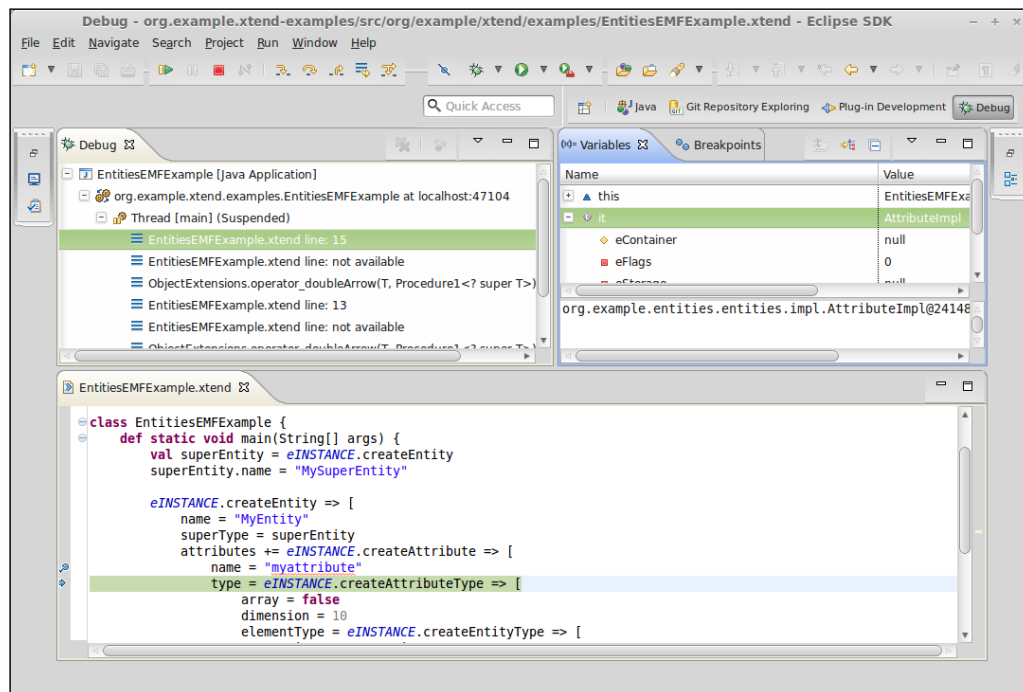 Debug - org.example.xtend-examples/src/org/example/xtend/examples/EntitiesEMFExample.xtend - Eclipse SDK
File Edit Navigate Search Project Run Window Help
Quick Access
Java Git Repository Exploring Plug-in Development Debug
Debug
EntitiesEMFExample [Java Application]
org.example.xtend.examples.EntitiesEMFExample at localhost:47104
Thread [main] (Suspended)
EntitiesEMFExample.xtend line: 15
EntitiesEMFExample.xtend line: not available
ObjectExtensions.operator_doubleArrow(T, Procedure1<? super T>)
EntitiesEMFExample.xtend line: 13
EntitiesEMFExample.xtend line: not available
ObjectExtensions.operator_doubleArrow(T, Procedure1<? super T>)
(x)= Variables Breakpoints
Name Value
this EntitiesEMFExa
it AttributeImpl
eContainer null
eFlags 0
eStorage null
org.example.entities.entities.impl.AttributeImpl@24148
EntitiesEMFExample.xtend
class EntitiesEMFExample {
def static void main(String[] args) {
val superEntity = eINSTANCE.createEntity
superEntity.name = "MySuperEntity"
eINSTANCE.createEntity => [
name = "MyEntity"
superType = superEntity
attributes += eINSTANCE.createAttribute => [
name = "myattribute"
type = eINSTANCE.createAttributeType => [
array = false
dimension = 10
elementType = eINSTANCE.createEntityType => [